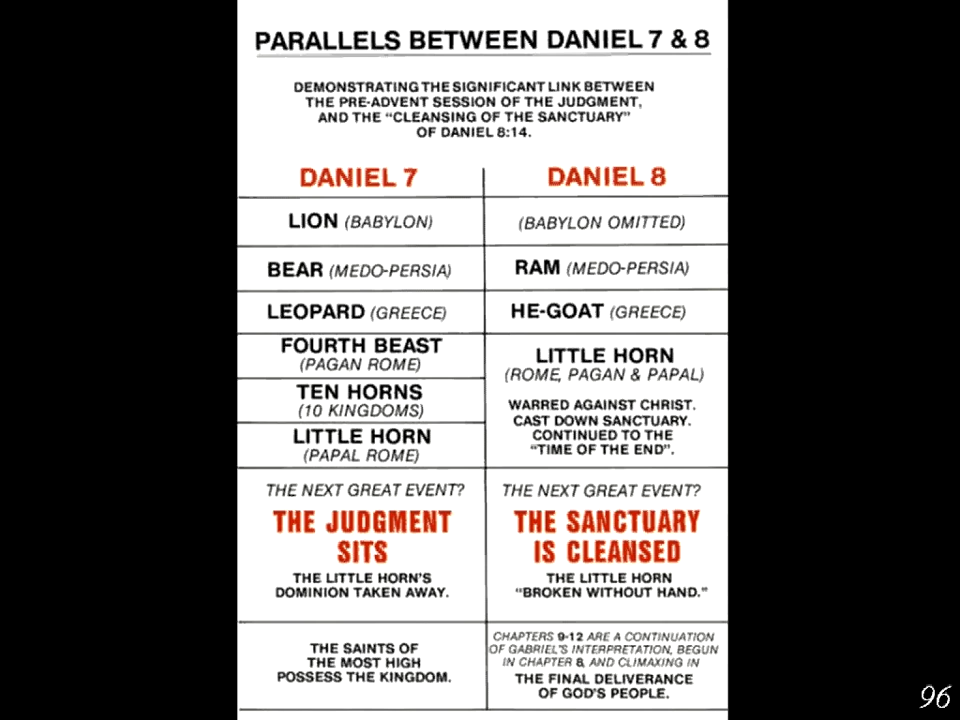 PARALLELS BETWEEN DANIEL 7 & 8
DEMONSTRATING THE SIGNIFICANT LINK BETWEEN
THE PRE-ADVENT SESSION OF THE JUDGMENT,
AND THE "CLEANSING OF THE SANCTUARY"
OF DANIEL 8:14.
DANIEL 7
DANIEL 8
LION (BABYLON)
(BABYLON OMITTED)
BEAR (MEDO-PERSIA)
RAM (MEDO-PERSIA)
LEOPARD (GREECE)
HE-GOAT (GREECE)
FOURTH BEAST
(PAGAN ROME)
TEN HORNS
(10 KINGDOMS)
LITTLE HORN
(PAPAL ROME)
LITTLE HORN
(ROME, PAGAN & PAPAL)
WARRED AGAINST CHRIST.
CAST DOWN SANCTUARY.
CONTINUED TO THE
"TIME OF THE END".
THE NEXT GREAT EVENT?
THE JUDGMENT
SITS
THE LITTLE HORN'S
DOMINION TAKEN AWAY.
THE NEXT GREAT EVENT?
THE SANCTUARY
IS CLEANSED
THE LITTLE HORN
"BROKEN WITHOUT HAND."
THE SAINTS OF
THE MOST HIGH
POSSESS THE KINGDOM.
CHAPTERS 9-12 ARE A CONTINUATION
OF GABRIEL'S INTERPRETATION, BEGUN
IN CHAPTER 8, AND CLIMAXING IN
THE FINAL DELIVERANCE
OF GOD'S PEOPLE.
96